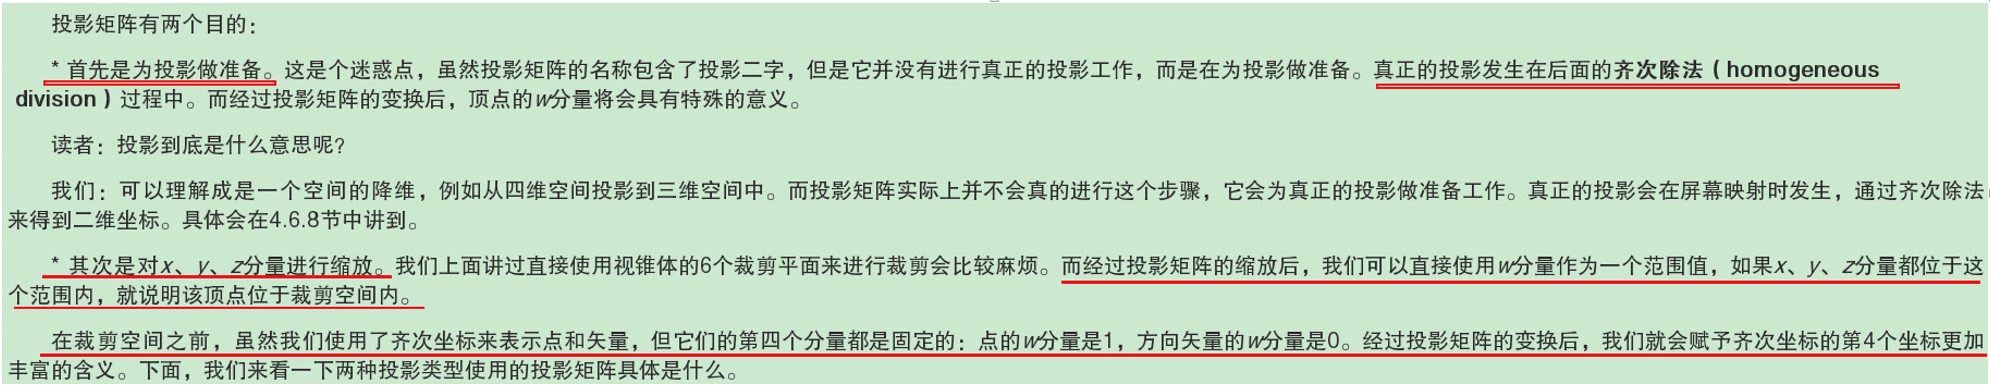 投影矩阵有两个目的：
* 首先是为投影做准备。这是个迷惑点，虽然投影矩阵的名称包含了投影二字，但是它并没有进行真正的投影工作，而是在为投影做准备。真正的投影发生在后面的齐次除法（homogeneous
division）过程中。而经过投影矩阵的变换后，顶点的w分量将会具有特殊的意义。
读者：投影到底是什么意思呢？
我们：可以理解成是一个空间的降维，例如从四维空间投影到三维空间中。而投影矩阵实际上并不会真的进行这个步骤，它会为真正的投影做准备工作。真正的投影会在屏幕映射时发生，通过齐次除法
来得到二维坐标。具体会在4.6.8节中讲到。
* 其次是对x、y、z分量进行缩放。我们上面讲过直接使用视锥体的6个裁剪平面来进行裁剪会比较麻烦。而经过投影矩阵的缩放后，我们可以直接使用w分量作为一个范围值，如果x、y、z分量都位于这
个范围内，就说明该顶点位于裁剪空间内。
在裁剪空间之前，虽然我们使用了齐次坐标来表示点和矢量，但它们的第四个分量都是固定的：点的w分量是1，方向矢量的w分量是0。经过投影矩阵的变换后，我们就会赋予齐次坐标的第4个坐标更加
丰富的含义。下面，我们来看一下两种投影类型使用的投影矩阵具体是什么。